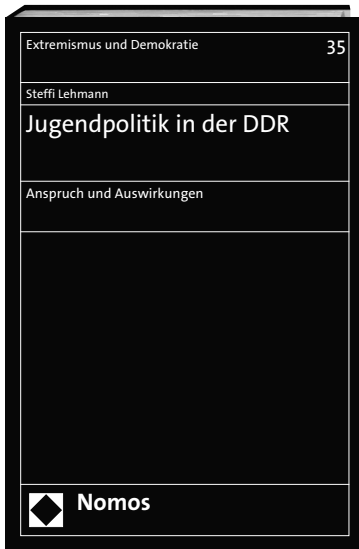 Extremismus und Demokratie 35
Steffi Lehmann
Jugendpolitik in der DDR
Anspruch und Auswirkungen
Nomos